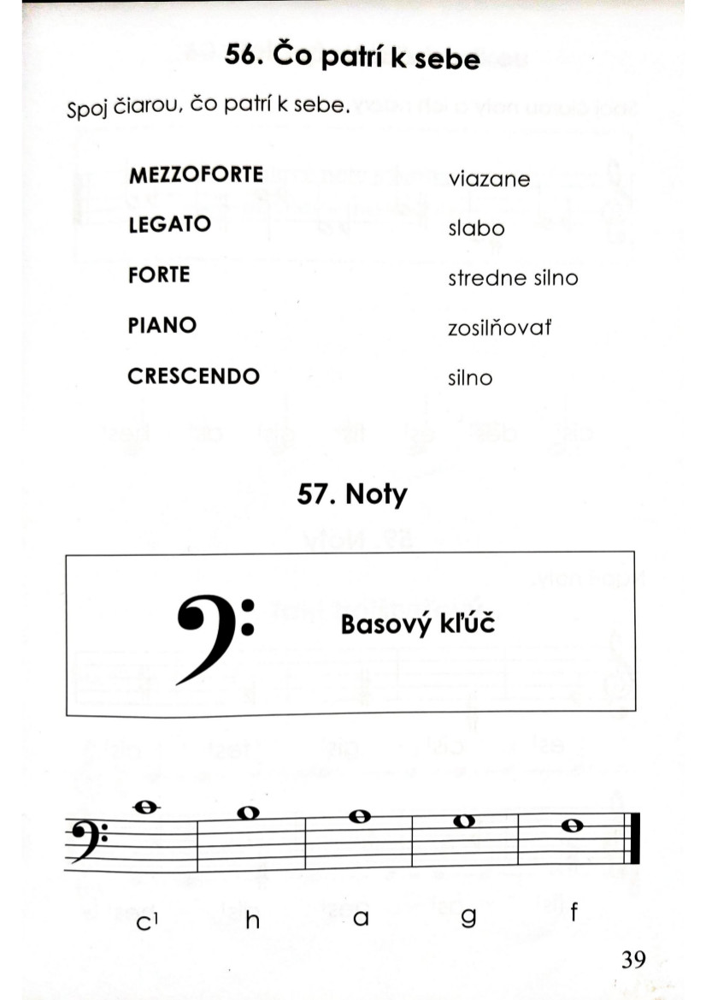 56. Čo patrí k sebe
Spoj čiarou, čo patrí k sebe.
MEZZOFORTE viazane
LEGATO slabo
FORTE stredne silno
PIANO zosilňovať
CRESCENDO silno
57. Noty
Basový kľúč
c¹ h a g f
39